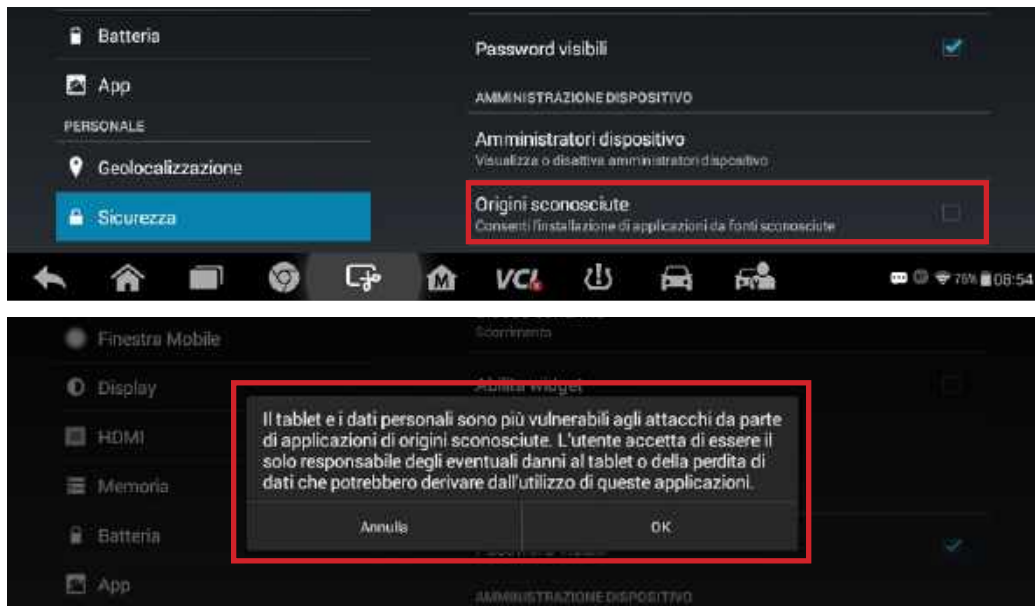 Batteria
Password visibili
App
AMMINISTRAZIONE DISPOSITIVO
PERSONALE
Amministratori dispositivo
Visualizza o disattiva amministratori dispositivo
Geolocalizzazione
Origini sconosciute
Consenti l'installazione di applicazioni da fonti sconosciute
Sicurezza
M VCI 76% 08:54
Finestra Mobile
Scorrimento
Display
Abilita widget
HDMI
Memoria
Batteria
App
Il tablet e i dati personali sono più vulnerabili agli attacchi da parte
di applicazioni di origini sconosciute. L'utente accetta di essere il
solo responsabile degli eventuali danni al tablet o della perdita di
dati che potrebbero derivare dall'utilizzo di queste applicazioni.
Annulla OK
AMMINISTRAZIONE DISPOSITIVO